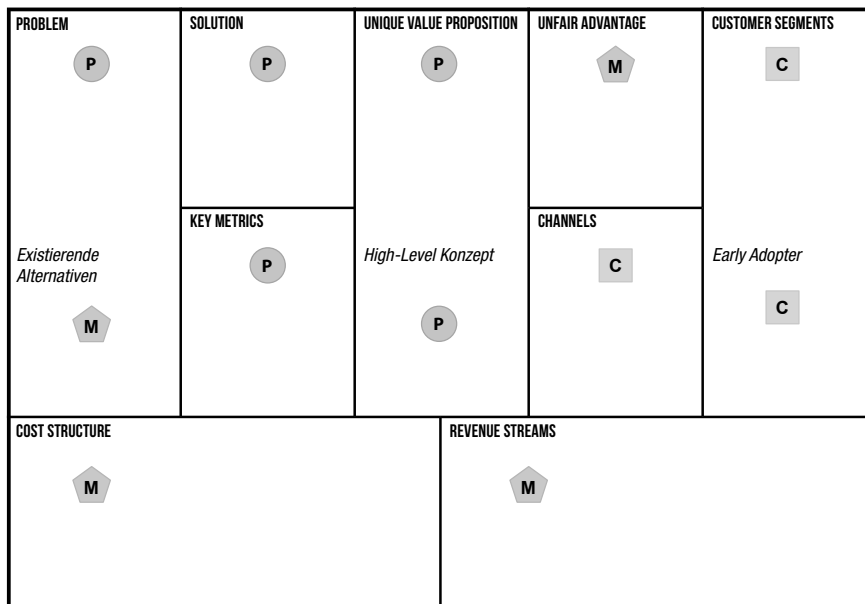 PROBLEM
P
Existierende
Alternativen
M
SOLUTION
P
KEY METRICS
P
UNIQUE VALUE PROPOSITION
P
High-Level Konzept
P
UNFAIR ADVANTAGE
M
CHANNELS
C
CUSTOMER SEGMENTS
C
Early Adopter
C
COST STRUCTURE
M
REVENUE STREAMS
M